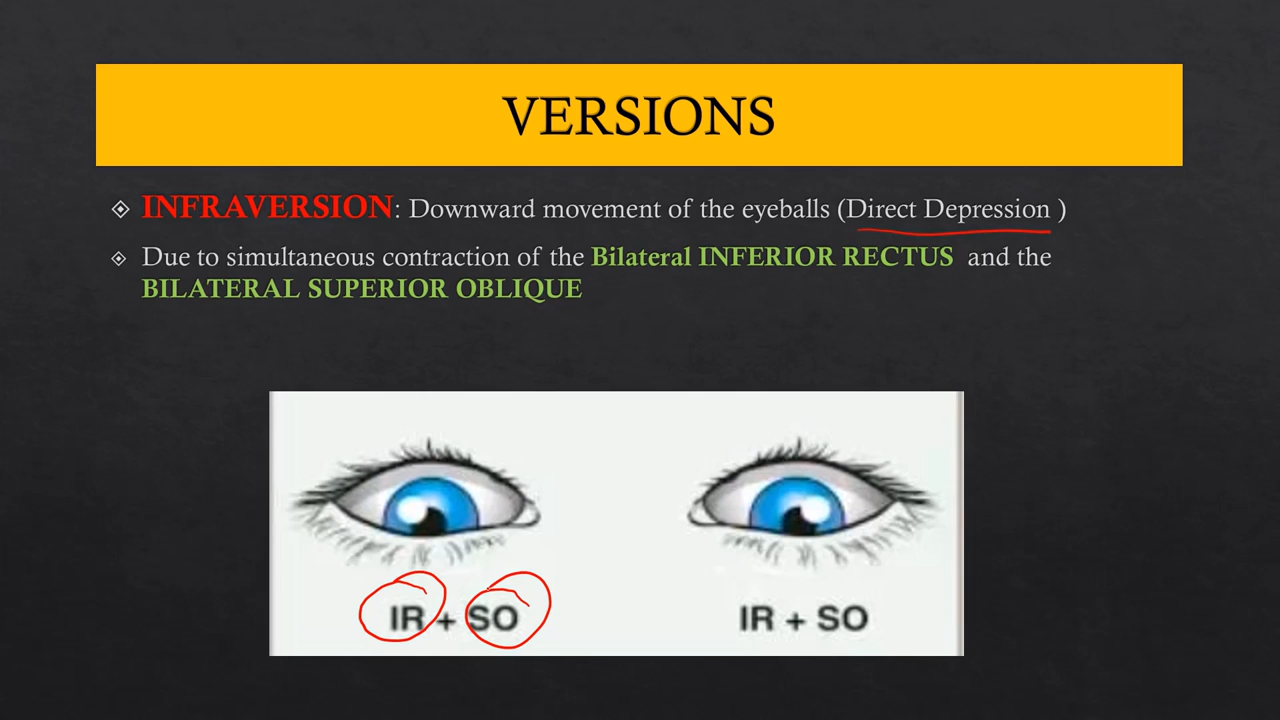 VERSIONS
INFRAVERSION: Downward movement of the eyeballs (Direct Depression )
Due to simultaneous contraction of the Bilateral INFERIOR RECTUS and the
BILATERAL SUPERIOR OBLIQUE
IR + SO
IR + SO